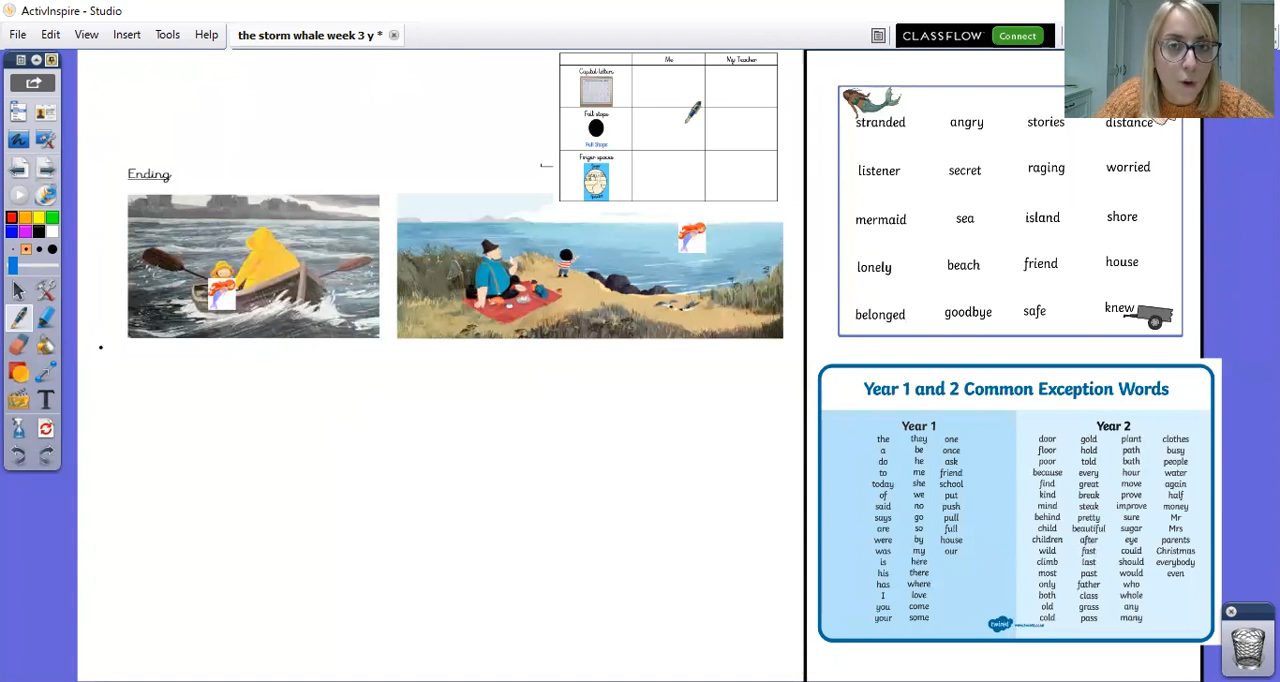 ActivInspire - Studio
File Edit View Insert Tools Help
the storm whale week 3 y *
CLASSFLOW Connect
Me My Teacher
Capital letters
Full stops
Full Stops
Finger spaces
Ending
stranded angry stories distance
listener secret raging worried
mermaid sea island shore
lonely beach friend house
belonged goodbye safe knew
Year 1 and 2 Common Exception Words
Year 1
the they one
a be once
do he ask
to me friend
today she school
of we put
said no push
says go pull
are so full
were by house
was my our
is here
his there
has where
I love
you come
your some
Year 2
door gold plant clothes
floor hold path busy
poor told bath people
because every hour water
find great move again
kind break prove half
mind steak improve money
behind pretty sure Mr
child beautiful sugar Mrs
children after eye parents
wild fast could Christmas
climb last should everybody
most past would even
only father who
both class whole
old grass any
cold pass many
twinkl